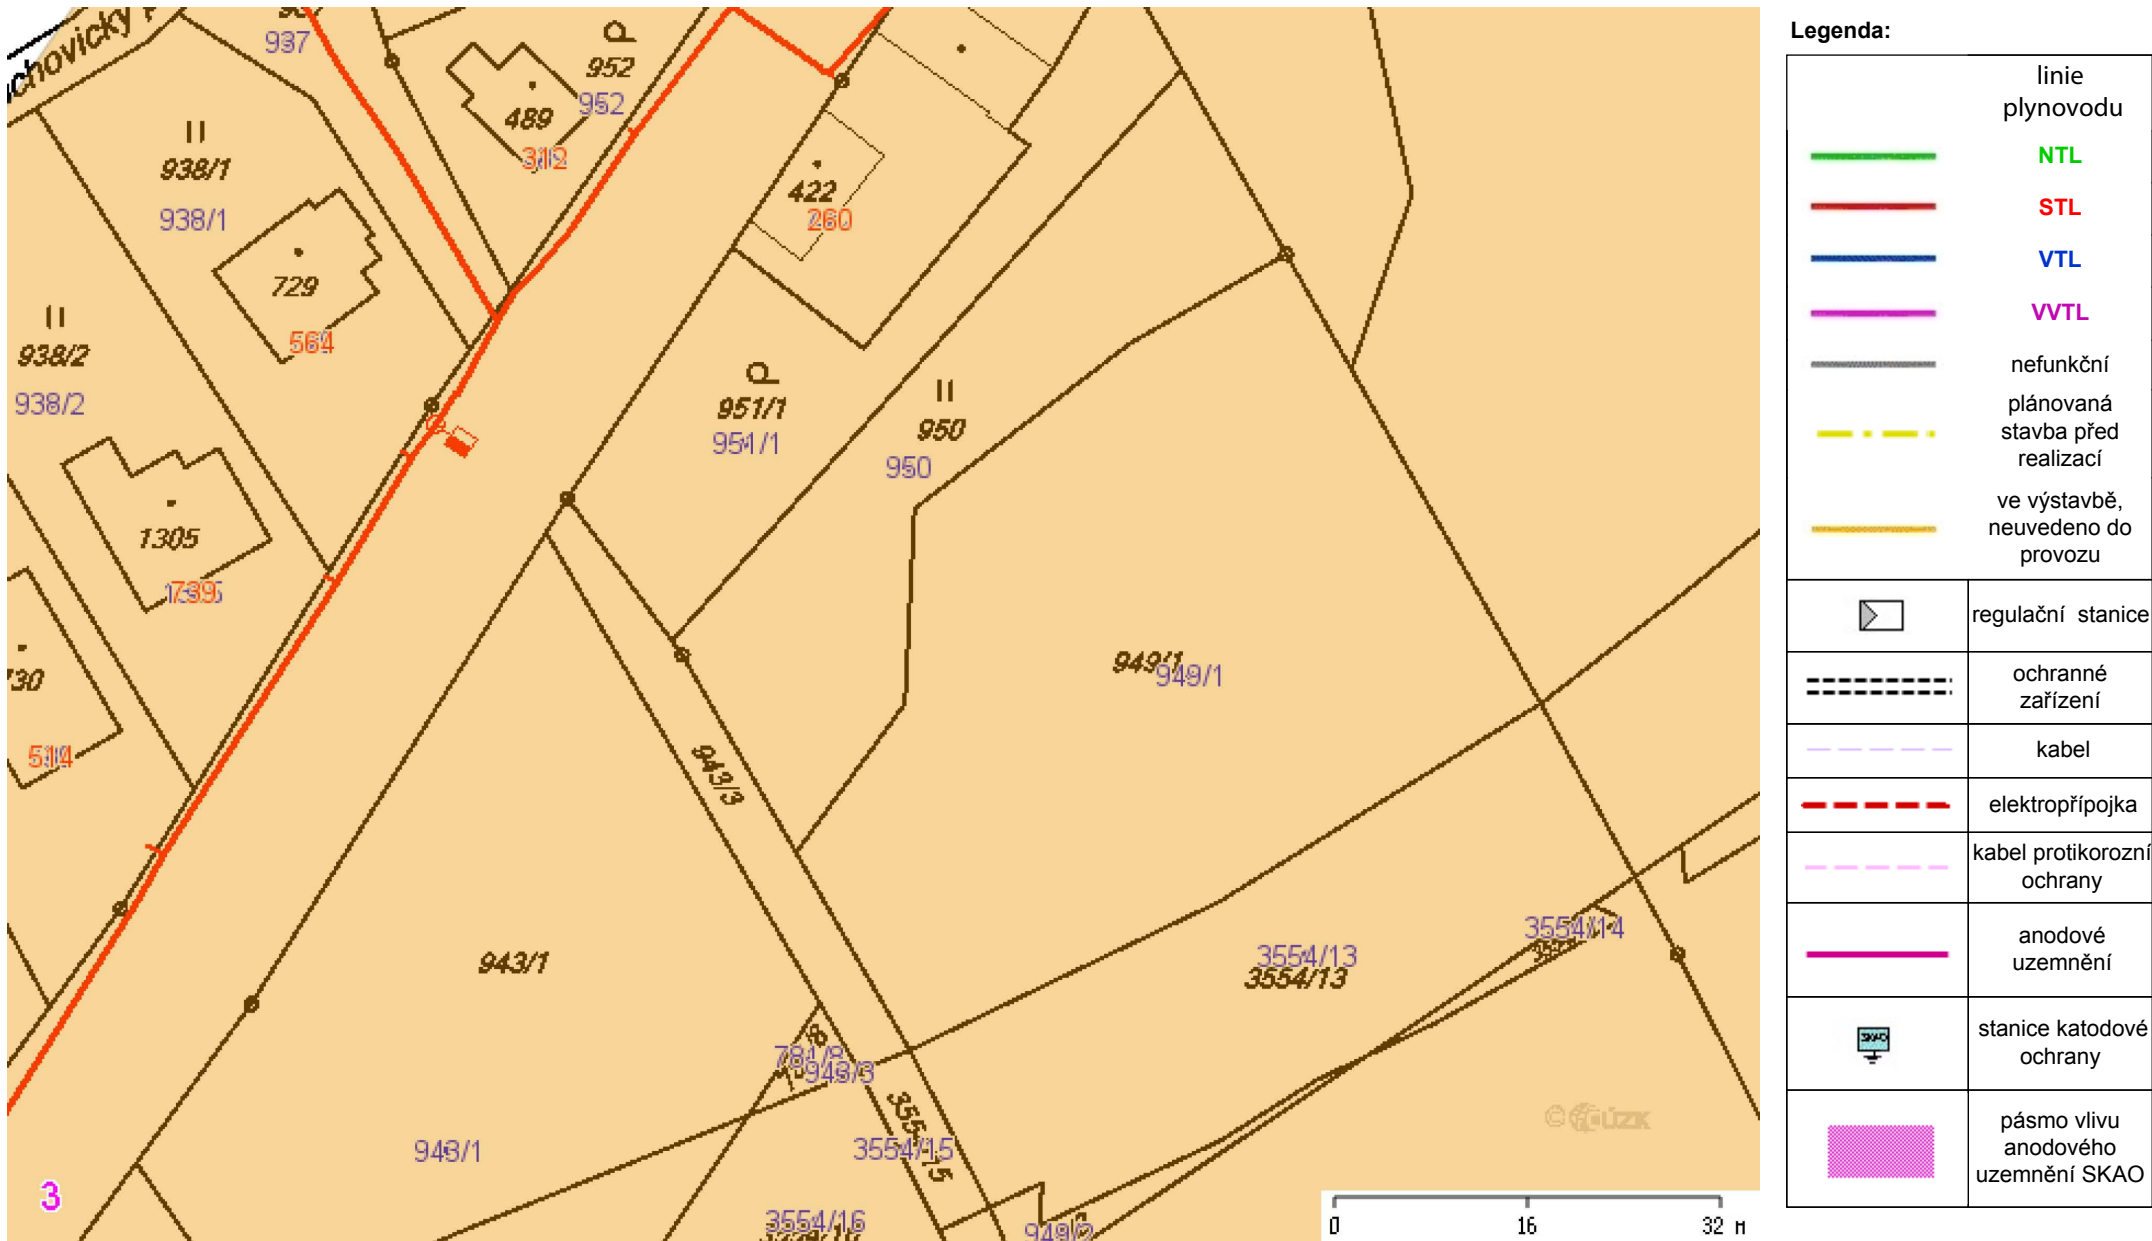 937
952
952
489
312
938/1
938/1
422
260
729
564
938/2
938/2
951/1
951/1
950
950
1305
739
514
949/1
949/1
943/3
943/1
943/1
3554/14
3554/13
3554/13
781/8
943/3
3554/15
3554/16
949/2
3
0 16 32 m
Legenda:
linie
plynovodu
NTL
STL
VTL
VVTL
nefunkční
plánovaná
stavba před
realizací
ve výstavbě,
neuvedeno do
provozu
regulační stanice
ochranné
zařízení
kabel
elektropřípojka
kabel protikorozní
ochrany
anodové
uzemnění
SKAO
stanice katodové
ochrany
pásmo vlivu
anodového
uzemnění SKAO